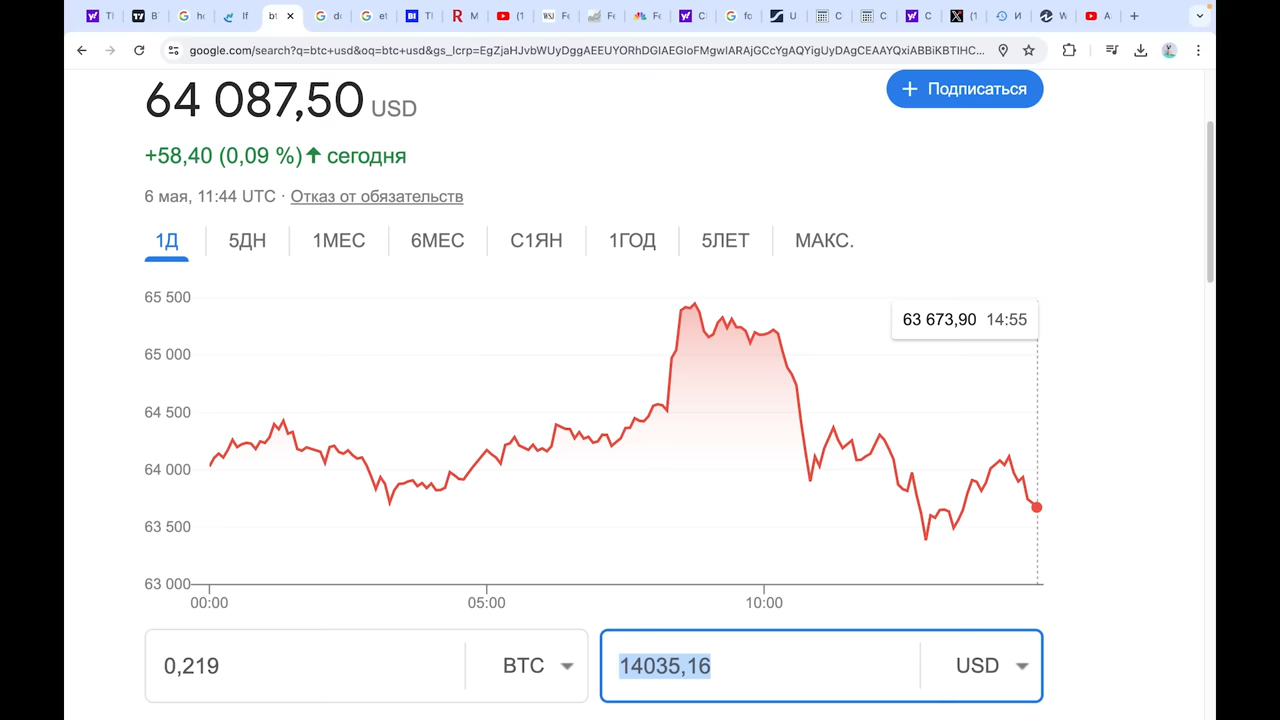 google.com/search?q=btc+usd&oq=btc+usd&gs_lcrp=EgZjaHJvbWUyDggAEEUYORhDGIAEGIoFMgwIARAjGCcYgAQYigUyDAgCEAAYQxiABBiKBTIHC...
64 087,50 USD
Подписаться
+58,40 (0,09 %) сегодня
6 мая, 11:44 UTC · Отказ от обязательств
1Д 5ДН 1МЕС 6МЕС С1ЯН 1ГОД 5ЛЕТ МАКС.
65 500
63 673,90 14:55
65 000
64 500
64 000
63 500
63 000
00:00 05:00 10:00
0,219 BTC 14035,16 USD